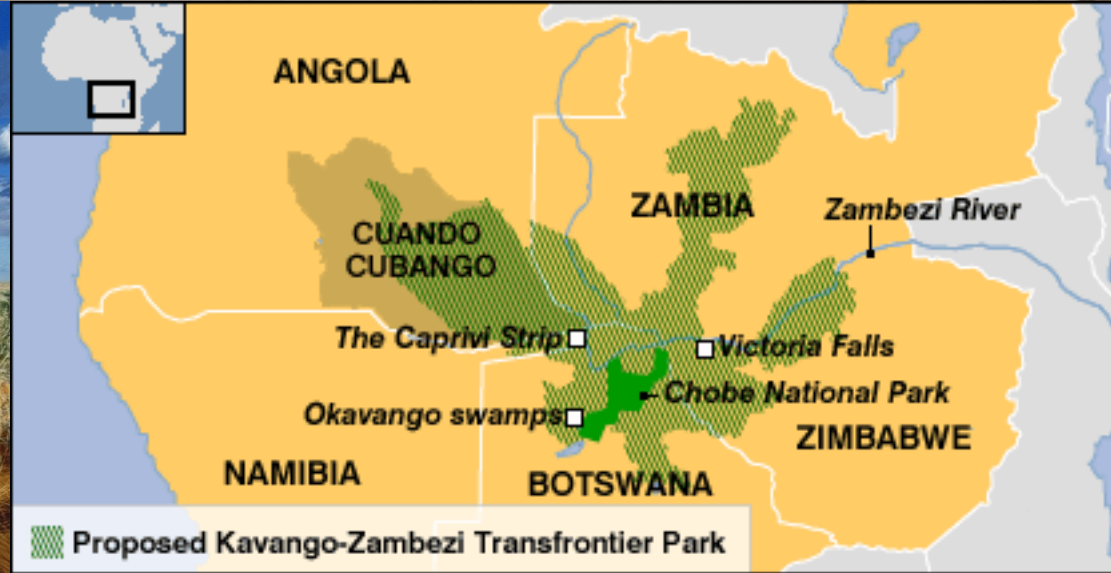 ANGOLA
ZAMBIA
Zambezi River
CUANDO
CUBANGO
The Caprivi Strip
Victoria Falls
Chobe National Park
Okavango swamps
ZIMBABWE
NAMIBIA
BOTSWANA
Proposed Kavango-Zambezi Transfrontier Park